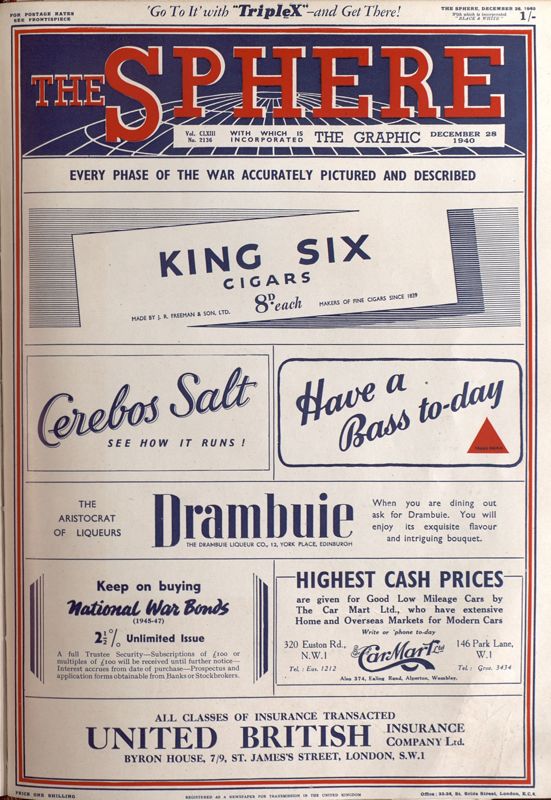 FOR POSTAGE RATES
SEE FRONTISPIECE
'Go To It' with "TripleX" –and Get There!
THE SPHERE, DECEMBER 28, 1940
With which is incorporated
"BLACK & WHITE"
1/-
THE SPHERE
Vol. CLXIII
No. 2136
WITH WHICH IS
INCORPORATED
THE GRAPHIC
DECEMBER 28
1940
EVERY PHASE OF THE WAR ACCURATELY PICTURED AND DESCRIBED
KING SIX
CIGARS
8D. each
MADE BY J. R. FREEMAN & SON, LTD.
MAKERS OF FINE CIGARS SINCE 1839
Cerebos Salt
SEE HOW IT RUNS !
Have a
Bass to-day
THE
ARISTOCRAT
OF LIQUEURS
Drambuie
THE DRAMBUIE LIQUEUR CO., 12, YORK PLACE, EDINBURGH
When you are dining out
ask for Drambuie. You will
enjoy its exquisite flavour
and intriguing bouquet.
Keep on buying
National War Bonds
(1945-47)
2½% Unlimited Issue
A full Trustee Security—Subscriptions of £100 or
multiples of £100 will be received until further notice—
Interest accrues from date of purchase—Prospectus and
application forms obtainable from Banks or Stockbrokers.
HIGHEST CASH PRICES
are given for Good Low Mileage Cars by
The Car Mart Ltd., who have extensive
Home and Overseas Markets for Modern Cars
Write or 'phone to-day
320 Euston Rd.,
N.W.1
Tel.: Eus. 1212
The Car Mart Ltd
146 Park Lane,
W.1
Tel.: Gros. 3434
Also 374, Ealing Road, Alperton, Wembley.
ALL CLASSES OF INSURANCE TRANSACTED
UNITED BRITISH INSURANCE COMPANY Ltd.
BYRON HOUSE, 7/9, ST. JAMES'S STREET, LONDON, S.W.1
PRICE ONE SHILLING
REGISTERED AS A NEWSPAPER FOR TRANSMISSION IN THE UNITED KINGDOM
Office: 32-34, St. Bride Street, London, E.C.4.